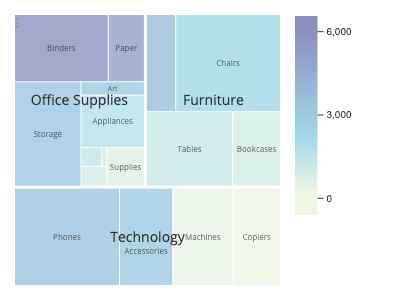 Binders
Paper
Chairs
6,000
Art
Office Supplies
Furniture
Appliances
3,000
Storage
Tables
Bookcases
Supplies
0
Phones
Technology
Machines
Copiers
Accessories